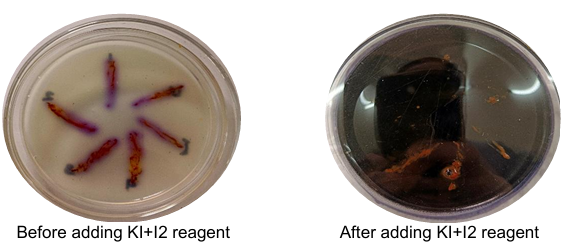 Before adding KI+I2 reagent
After adding KI+I2 reagent